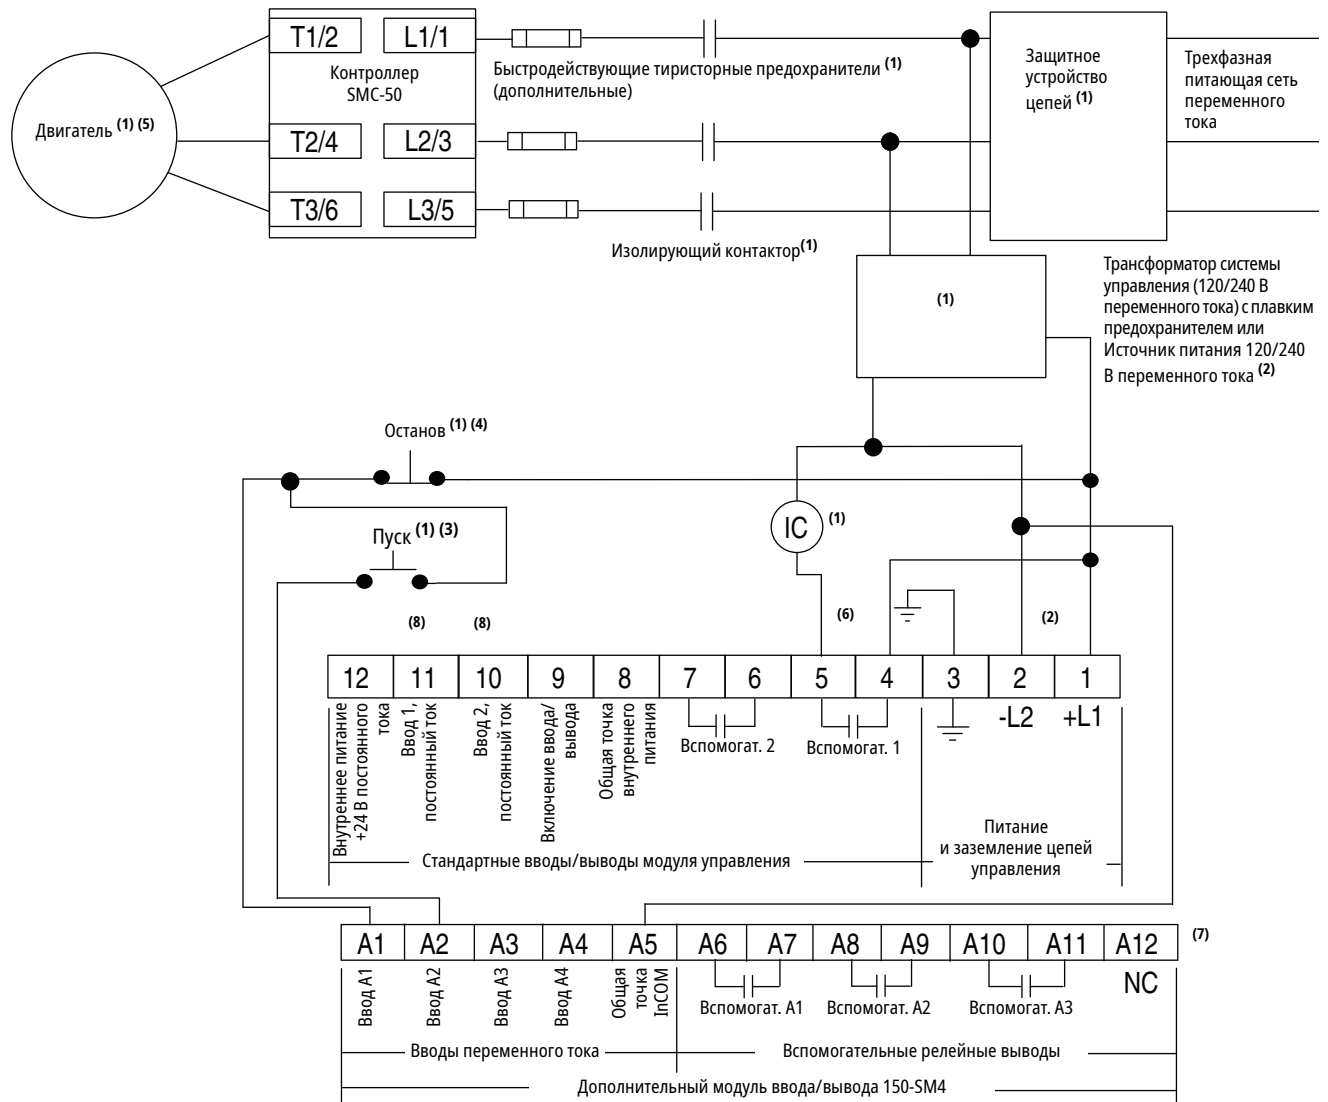 T1/2
L1/1
Контроллер
SMC-50
Быстродействующие тиристорные предохранители (1)
(дополнительные)
Защитное
устройство
цепей (1)
Трехфазная
питающая сеть
переменного
тока
Двигатель (1) (5)
T2/4
L2/3
T3/6
L3/5
Изолирующий контактор(1)
(1)
Трансформатор системы
управления (120/240 В
переменного тока) с плавким
предохранителем или
Источник питания 120/240
В переменного тока (2)
Останов (1) (4)
Пуск (1) (3)
IC
(1)
(8)
(8)
(6)
(2)
12
11
10
9
8
7
6
5
4
3
2
1
Внутреннее питание
+24 В постоянного
тока
Ввод 1,
постоянный ток
Ввод 2,
постоянный ток
Включение ввода/
вывода
Общая точка
внутреннего
питания
Вспомогат. 2
Вспомогат. 1
-L2
+L1
Стандартные вводы/выводы модуля управления
Питание
и заземление цепей
управления
A1
A2
A3
A4
A5
A6
A7
A8
A9
A10
A11
A12
(7)
Ввод A1
Ввод A2
Ввод A3
Ввод A4
Общая
точка
InCOM
Вспомогат. A1
Вспомогат. A2
Вспомогат. A3
NC
Вводы переменного тока
Вспомогательные релейные выводы
Дополнительный модуль ввода/вывода 150-SM4